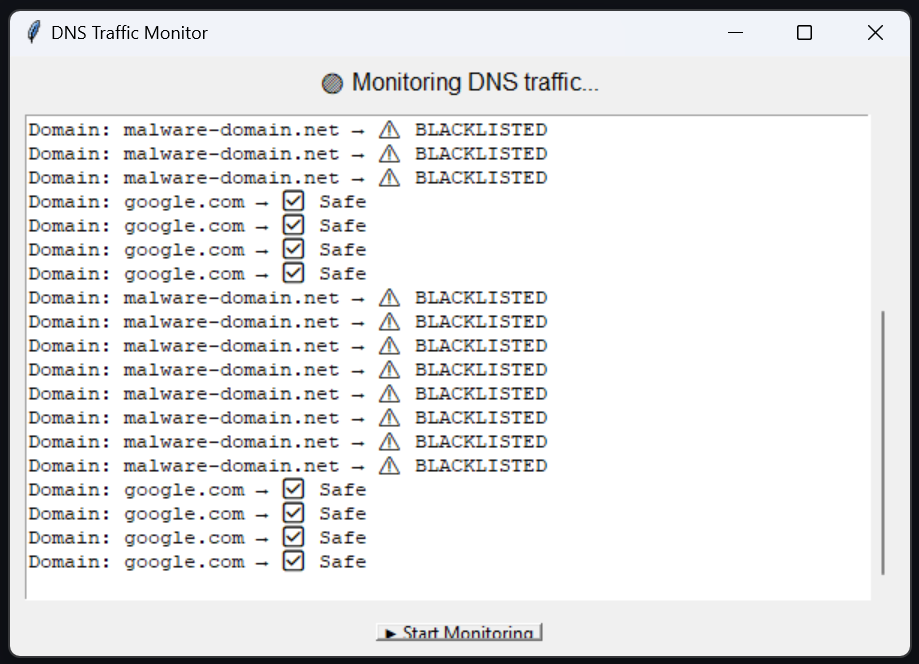 DNS Traffic Monitor
Monitoring DNS traffic...
Domain: malware-domain.net → ⚠ BLACKLISTED
Domain: malware-domain.net → ⚠ BLACKLISTED
Domain: malware-domain.net → ⚠ BLACKLISTED
Domain: google.com → ☑ Safe
Domain: google.com → ☑ Safe
Domain: google.com → ☑ Safe
Domain: google.com → ☑ Safe
Domain: malware-domain.net → ⚠ BLACKLISTED
Domain: malware-domain.net → ⚠ BLACKLISTED
Domain: malware-domain.net → ⚠ BLACKLISTED
Domain: malware-domain.net → ⚠ BLACKLISTED
Domain: malware-domain.net → ⚠ BLACKLISTED
Domain: malware-domain.net → ⚠ BLACKLISTED
Domain: malware-domain.net → ⚠ BLACKLISTED
Domain: malware-domain.net → ⚠ BLACKLISTED
Domain: google.com → ☑ Safe
Domain: google.com → ☑ Safe
Domain: google.com → ☑ Safe
Domain: google.com → ☑ Safe
► Start Monitoring